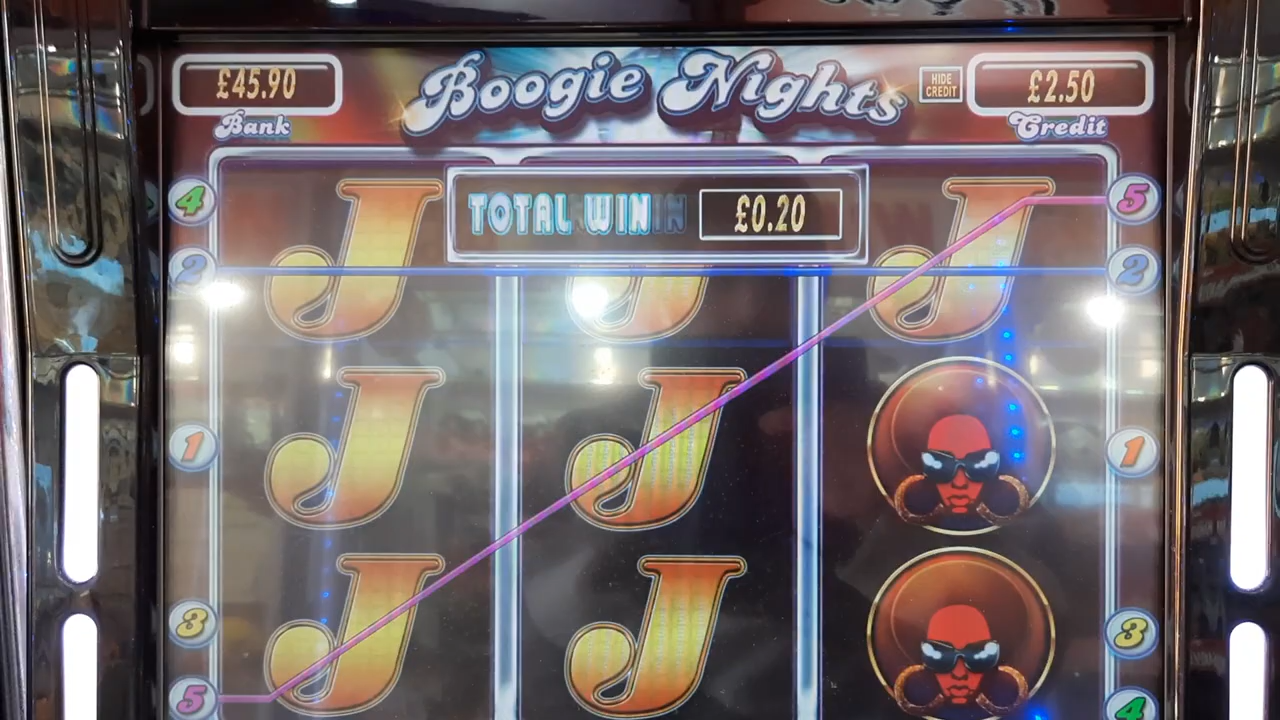 £45.90
Boogie Nights
HIDE
CREDIT
£2.50
Bank
Credit
4
J
TOTAL WIN
£0.20
J
5
2
J
2
1
J
J
1
3
J
J
3
5
4